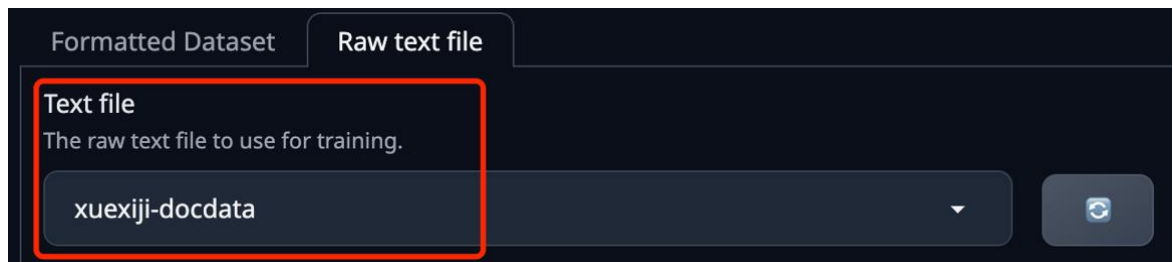 Formatted Dataset Raw text file
Text file
The raw text file to use for training.
xuexiji-docdata